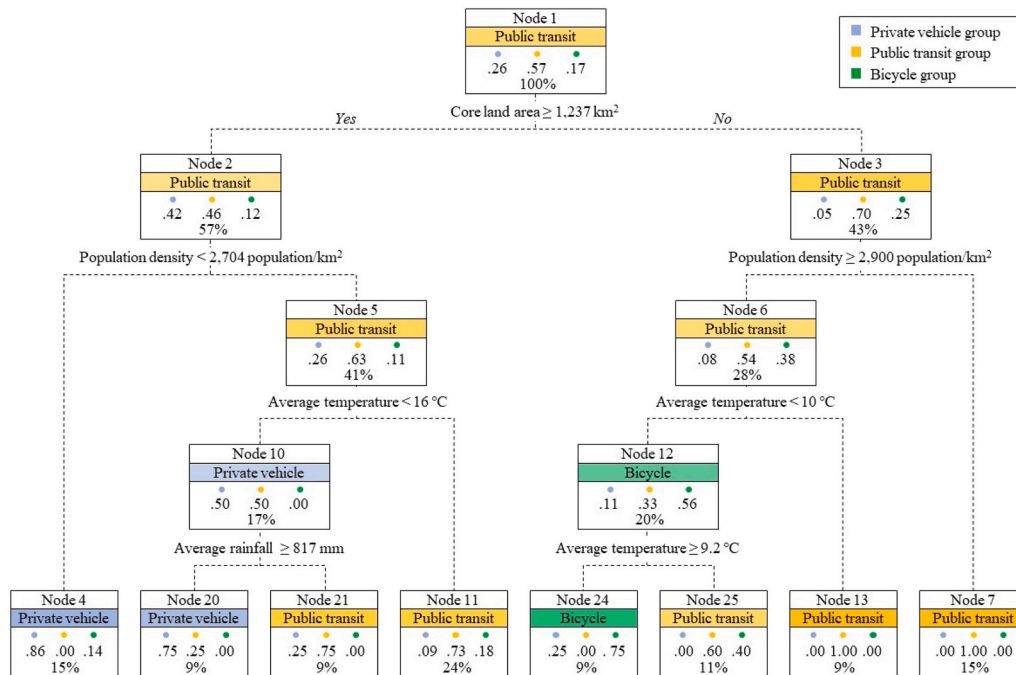 Node 1
Public transit
.26 .57 .17
100%
Private vehicle group
Public transit group
Bicycle group
Core land area ≥ 1,237 km²
Yes No
Node 2
Public transit
.42 .46 .12
57%
Node 3
Public transit
.05 .70 .25
43%
Population density < 2,704 population/km²
Population density ≥ 2,900 population/km²
Node 5
Public transit
.26 .63 .11
41%
Node 6
Public transit
.08 .54 .38
28%
Average temperature < 16 °C
Average temperature < 10 °C
Node 10
Private vehicle
.50 .50 .00
17%
Node 12
Bicycle
.11 .33 .56
20%
Average rainfall ≥ 817 mm
Average temperature ≥ 9.2 °C
Node 4
Private vehicle
.86 .00 .14
15%
Node 20
Private vehicle
.75 .25 .00
9%
Node 21
Public transit
.25 .75 .00
9%
Node 11
Public transit
.09 .73 .18
24%
Node 24
Bicycle
.25 .00 .75
9%
Node 25
Public transit
.00 .60 .40
11%
Node 13
Public transit
.00 1.00 .00
9%
Node 7
Public transit
.00 1.00 .00
15%